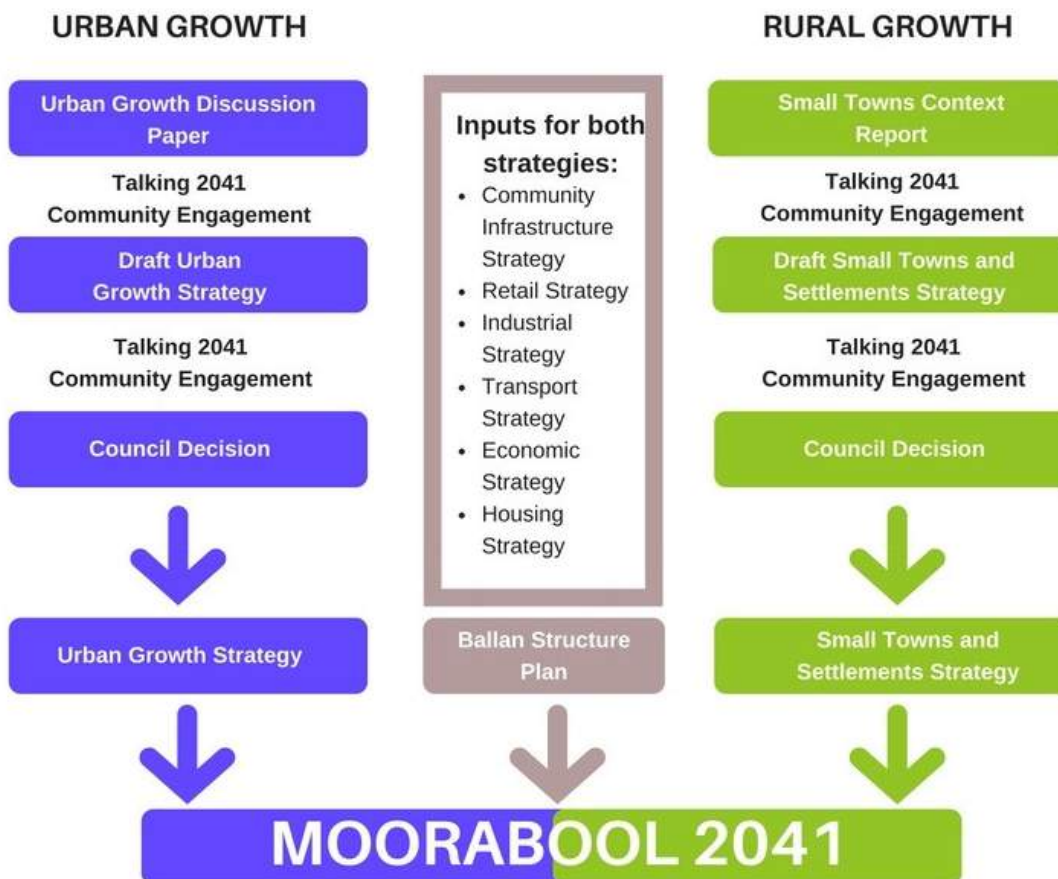 URBAN GROWTH
Urban Growth Discussion
Paper
Talking 2041
Community Engagement
Draft Urban
Growth Strategy
Talking 2041
Community Engagement
Council Decision
Urban Growth Strategy
Inputs for both
strategies:
• Community
Infrastructure
Strategy
• Retail Strategy
• Industrial
Strategy
• Transport
Strategy
• Economic
Strategy
• Housing
Strategy
Ballan Structure
Plan
RURAL GROWTH
Small Towns Context
Report
Talking 2041
Community Engagement
Draft Small Towns and
Settlements Strategy
Talking 2041
Community Engagement
Council Decision
Small Towns and
Settlements Strategy
MOORABOOL 2041